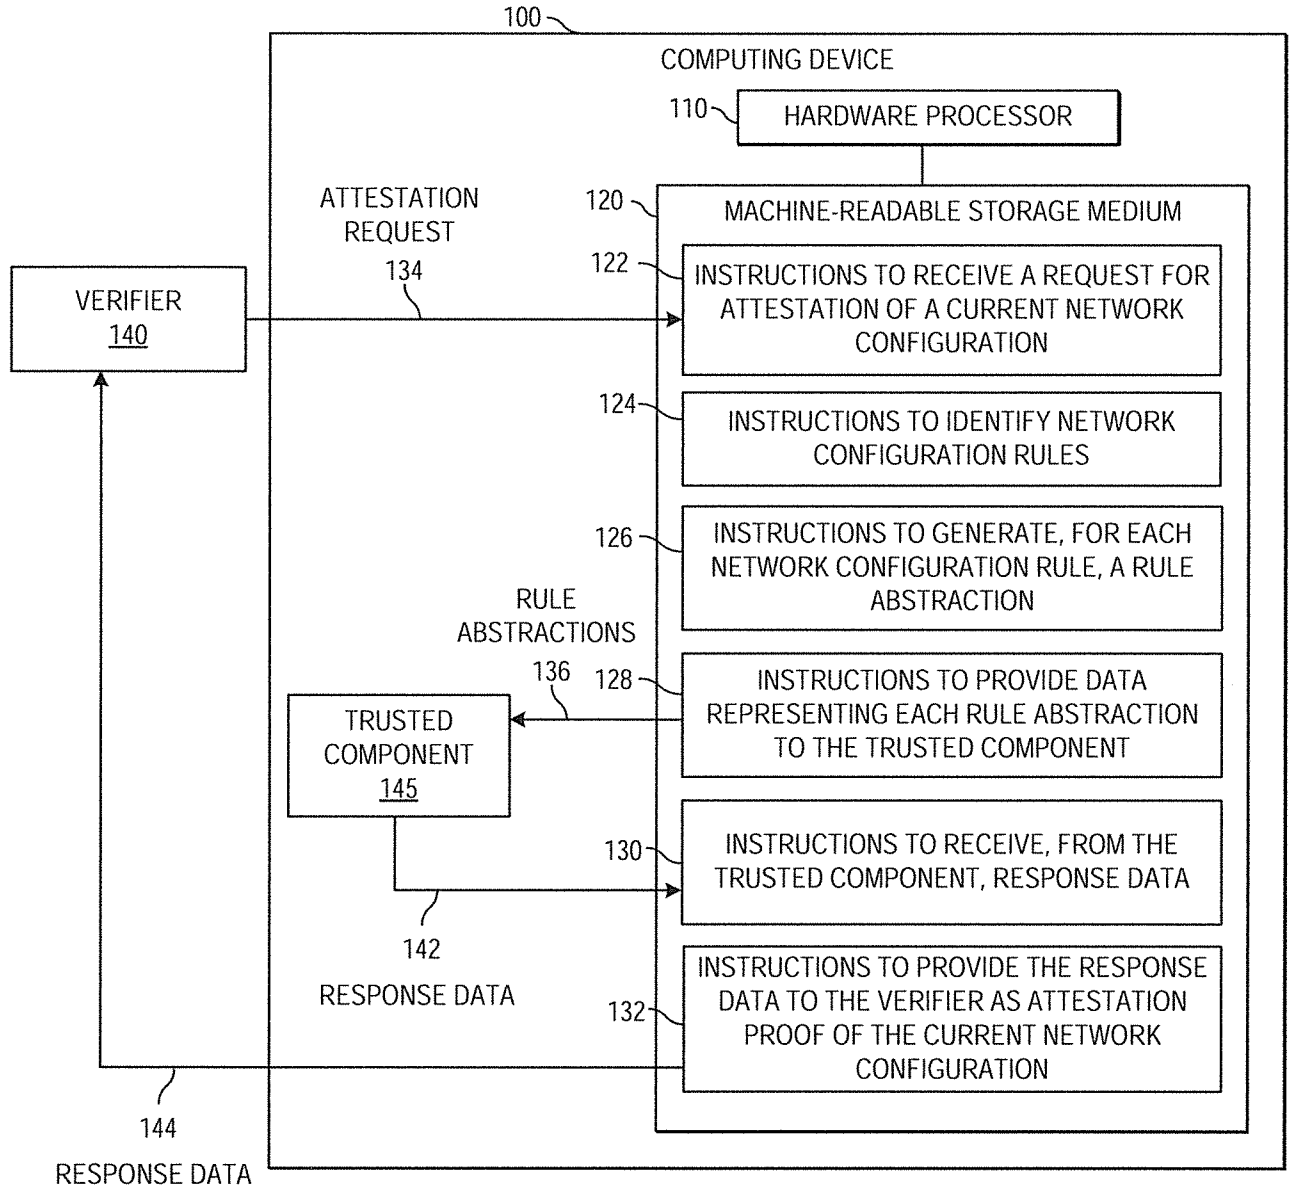 100
COMPUTING DEVICE
110
HARDWARE PROCESSOR
120
MACHINE-READABLE STORAGE MEDIUM
ATTESTATION
REQUEST
134
VERIFIER
140
122
INSTRUCTIONS TO RECEIVE A REQUEST FOR
ATTESTATION OF A CURRENT NETWORK
CONFIGURATION
124
INSTRUCTIONS TO IDENTIFY NETWORK
CONFIGURATION RULES
126
INSTRUCTIONS TO GENERATE, FOR EACH
NETWORK CONFIGURATION RULE, A RULE
ABSTRACTION
RULE
ABSTRACTIONS
136
128
INSTRUCTIONS TO PROVIDE DATA
REPRESENTING EACH RULE ABSTRACTION
TO THE TRUSTED COMPONENT
TRUSTED
COMPONENT
145
130
INSTRUCTIONS TO RECEIVE, FROM THE
TRUSTED COMPONENT, RESPONSE DATA
142
RESPONSE DATA
132
INSTRUCTIONS TO PROVIDE THE RESPONSE
DATA TO THE VERIFIER AS ATTESTATION
PROOF OF THE CURRENT NETWORK
CONFIGURATION
144
RESPONSE DATA